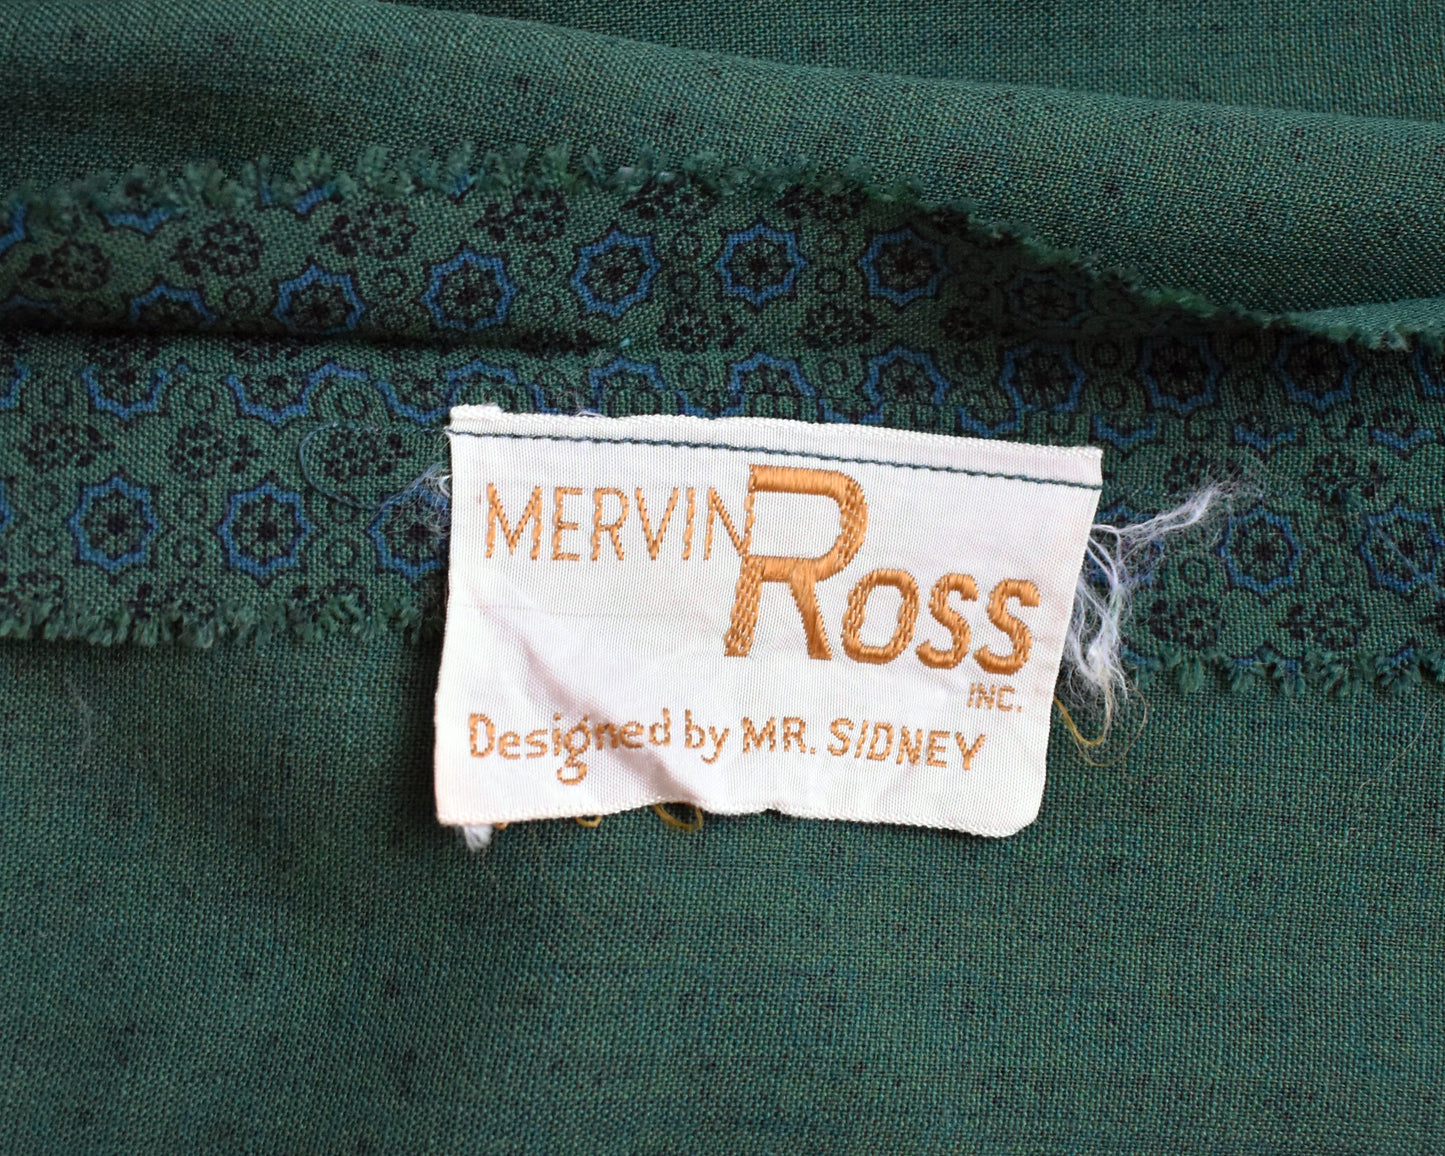 MERVIN ROSS
INC.
Designed by MR. SIDNEY